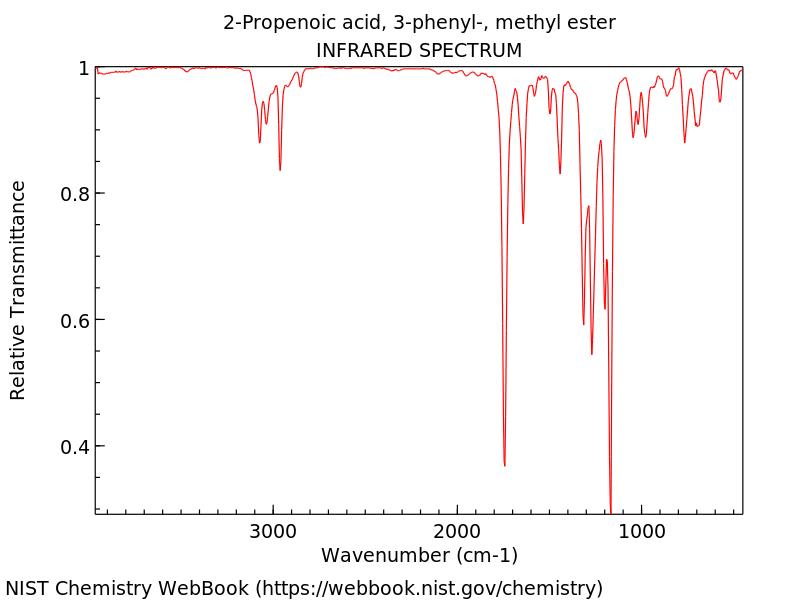 2-Propenoic acid, 3-phenyl-, methyl ester
INFRARED SPECTRUM
1
0.8
0.6
0.4
Relative Transmittance
3000 2000 1000
Wavenumber (cm-1)
NIST Chemistry WebBook (https://webbook.nist.gov/chemistry)